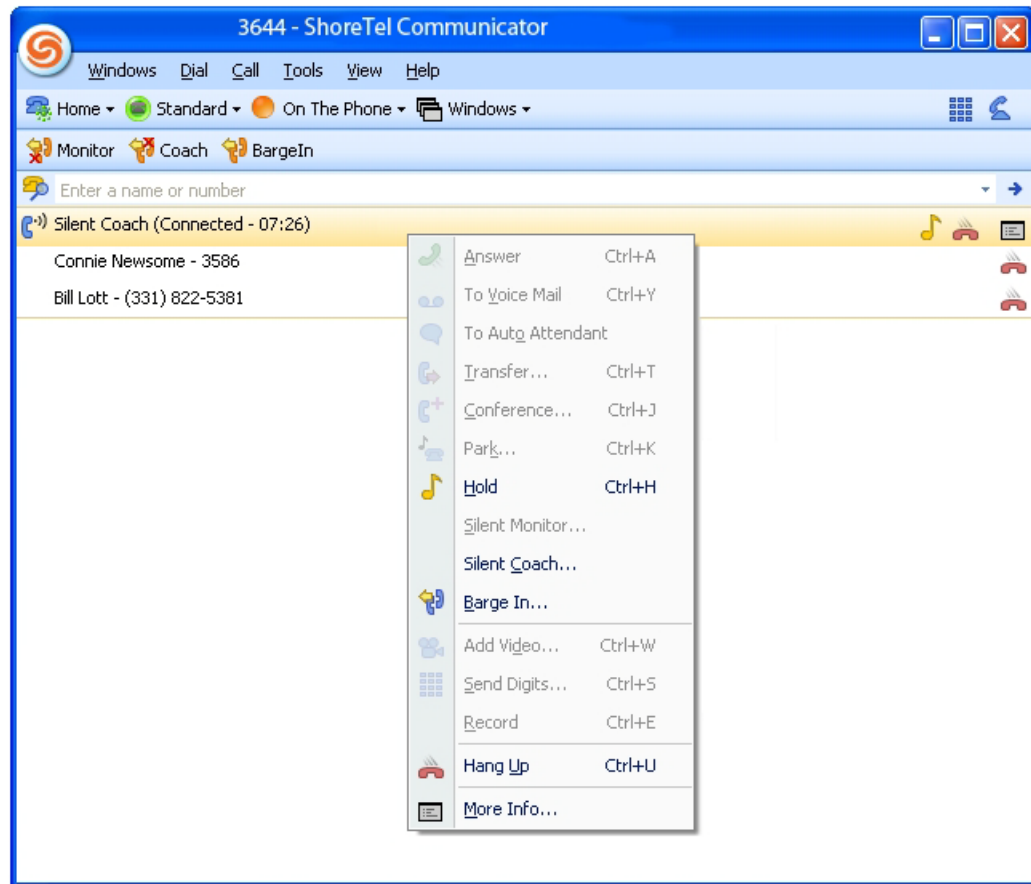 3644 - ShoreTel Communicator
Windows Dial Call Tools View Help
Home Standard On The Phone Windows
Monitor Coach BargeIn
Enter a name or number
Silent Coach (Connected - 07:26)
Connie Newsome - 3586
Bill Lott - (331) 822-5381
Answer Ctrl+A
To Voice Mail Ctrl+Y
To Auto Attendant
Transfer... Ctrl+T
Conference... Ctrl+J
Park... Ctrl+K
Hold Ctrl+H
Silent Monitor...
Silent Coach...
Barge In...
Add Video... Ctrl+W
Send Digits... Ctrl+S
Record Ctrl+E
Hang Up Ctrl+U
More Info...